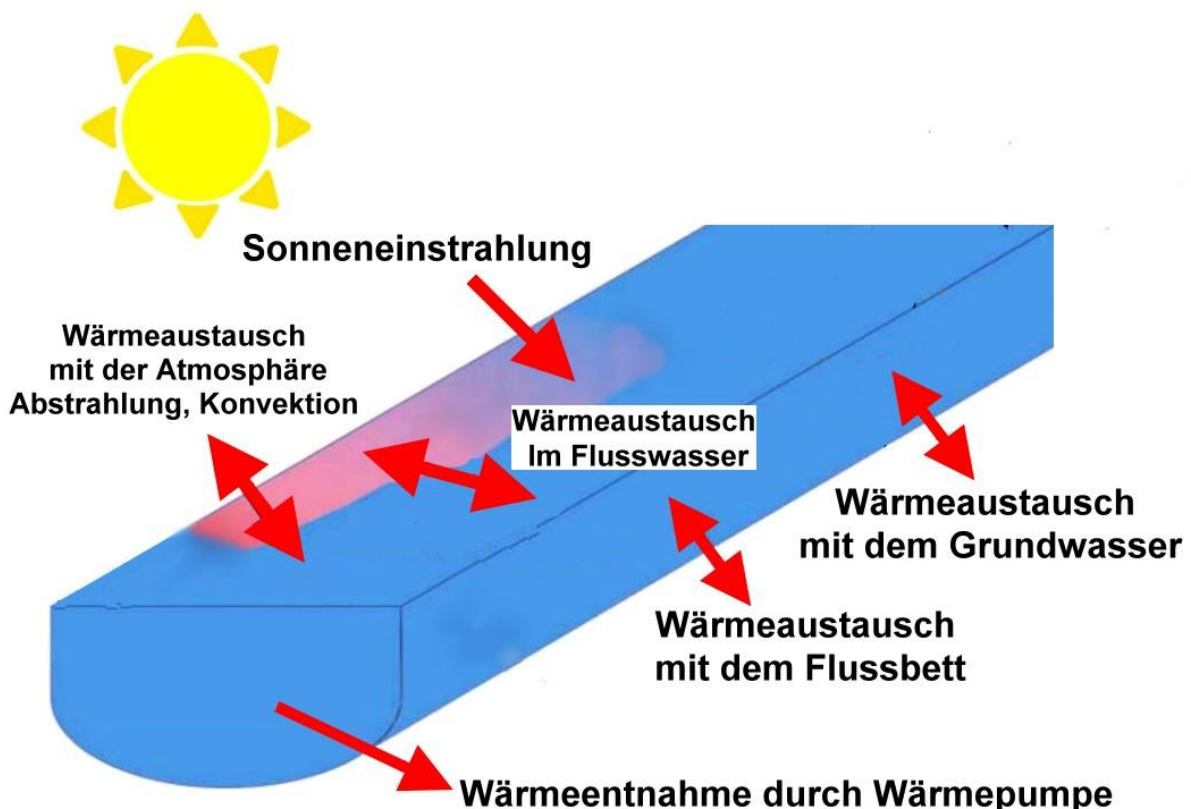 Sonneneinstrahlung
Wärmeaustausch
mit der Atmosphäre
Abstrahlung, Konvektion
Wärmeaustausch
Im Flusswasser
Wärmeaustausch
mit dem Grundwasser
Wärmeaustausch
mit dem Flussbett
Wärmeentnahme durch Wärmepumpe